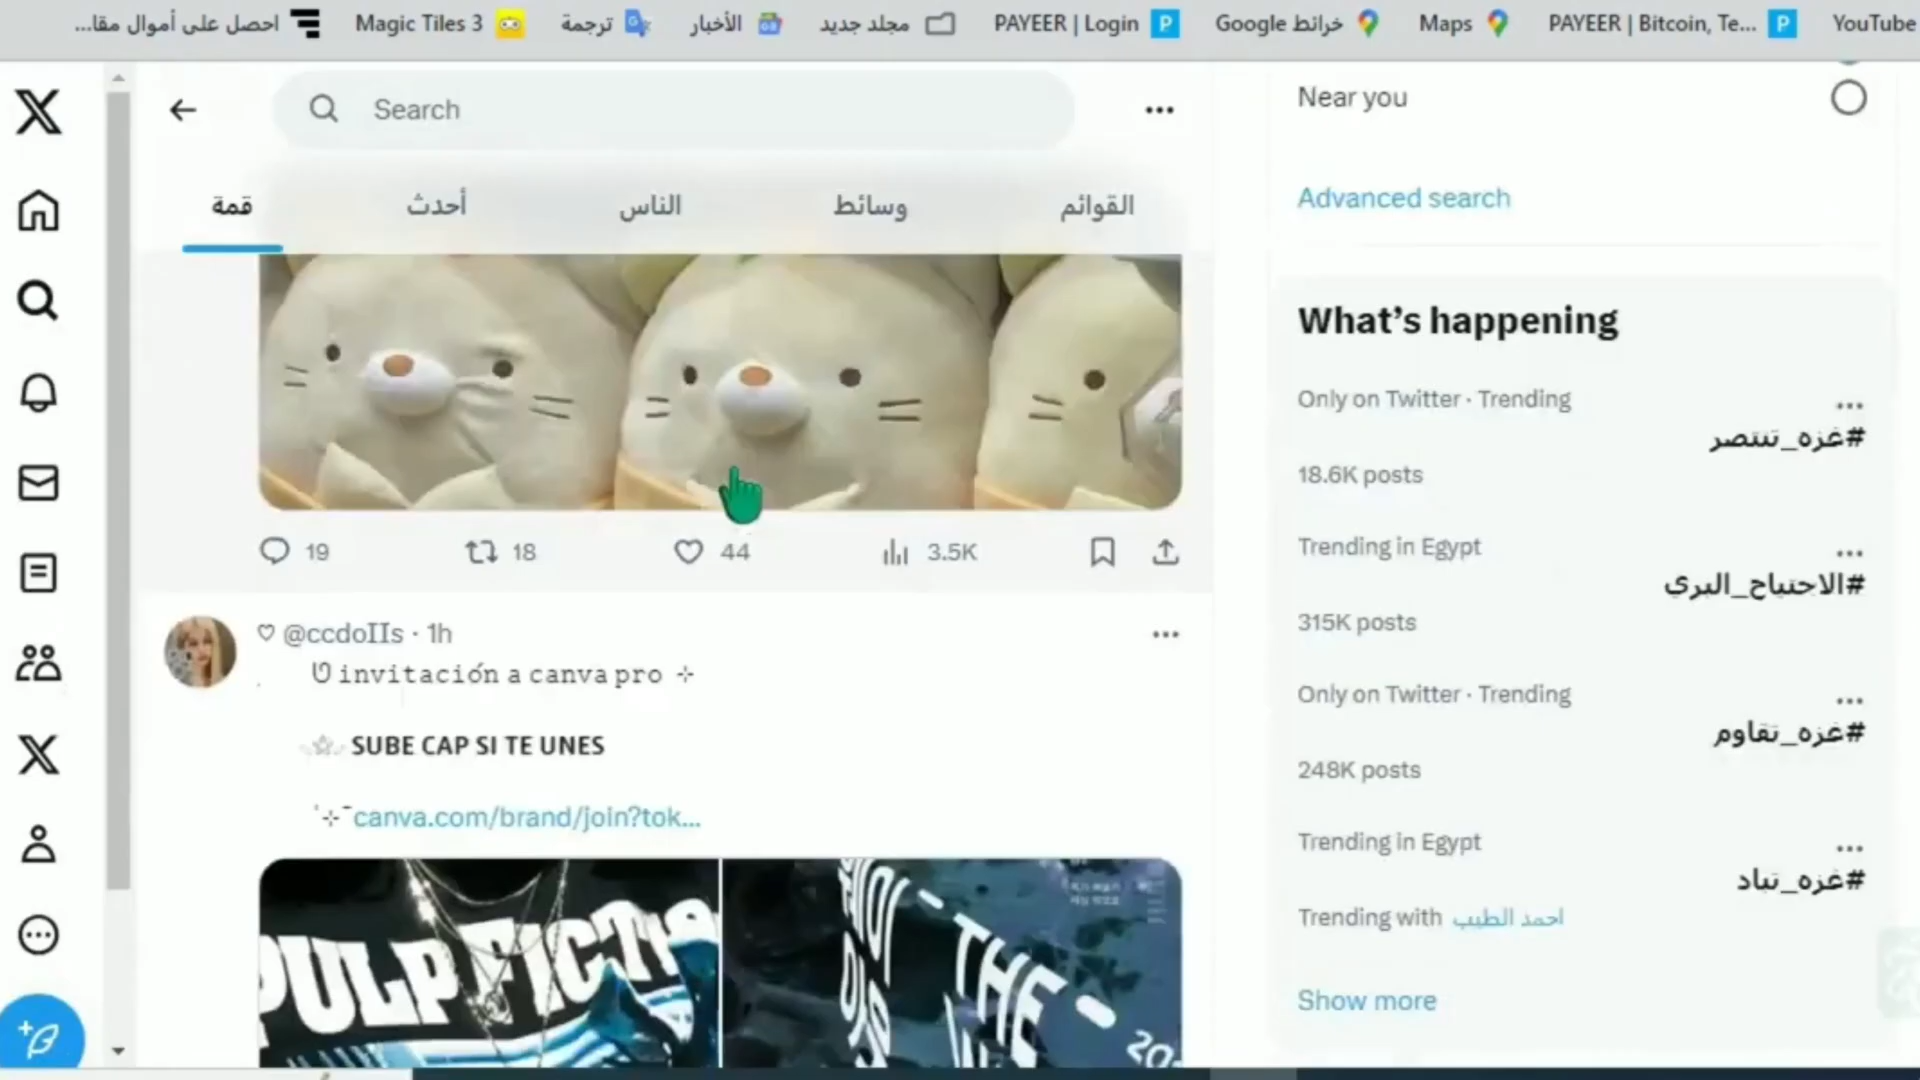 احصل على أموال مقا...
Magic Tiles 3
ترجمة
الأخبار
مجلد جديد
PAYEER | Login
خرائط Google
Maps
PAYEER | Bitcoin, Te...
YouTube
Search
قمة
أحدث
الناس
وسائط
القوائم
19
18
44
3.5K
@ccdoIIs · 1h
invitación a canva pro
SUBE CAP SI TE UNES
canva.com/brand/join?tok...
PULP FICTIO
THE
20
Near you
Advanced search
What's happening
Only on Twitter · Trending
#غزه_تنتصر
18.6K posts
Trending in Egypt
#الاجتياح_البري
315K posts
Only on Twitter · Trending
#غزه_تقاوم
248K posts
Trending in Egypt
#غزه_تباد
Trending with احمد الطيب
Show more